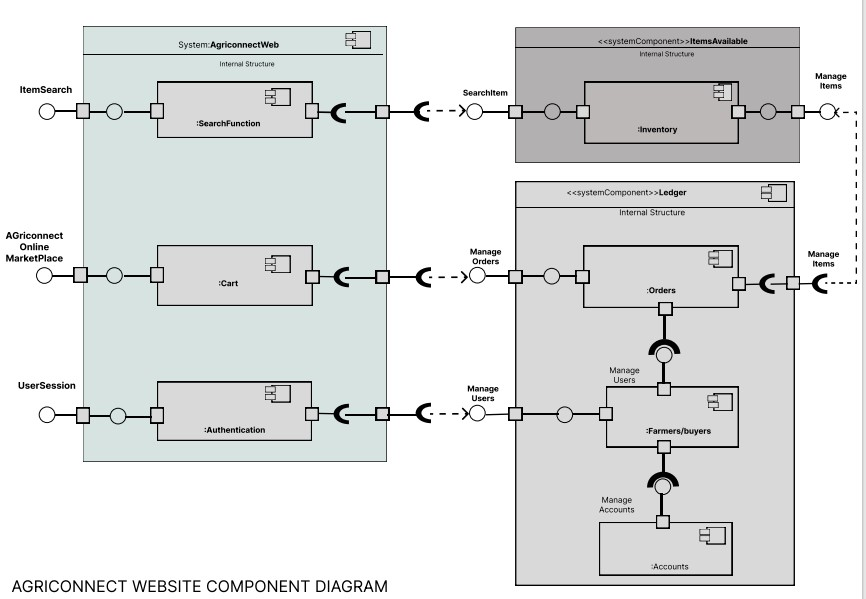 System:AgriconnectWeb
Internal Structure
ItemSearch
:SearchFunction
AGriconnect
Online
MarketPlace
:Cart
UserSession
:Authentication
<<systemComponent>>ItemsAvailable
Internal Structure
SearchItem
:Inventory
Manage
Items
<<systemComponent>>Ledger
Internal Structure
Manage
Orders
:Orders
Manage
Items
Manage
Users
Manage
Users
:Farmers/buyers
Manage
Accounts
:Accounts
AGRICONNECT WEBSITE COMPONENT DIAGRAM